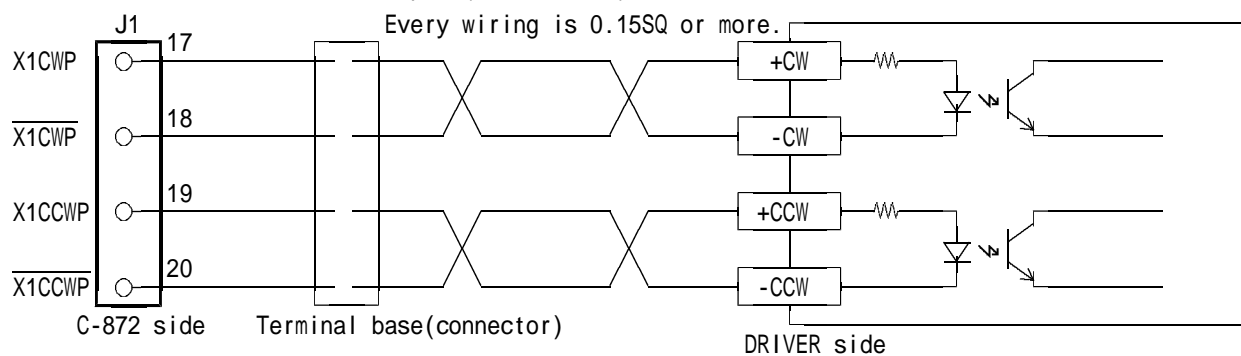 Every wiring is 0.15SQ or more.
J1
X1CWP 17 +CW
X1CWP 18 -CW
X1CCWP 19 +CCW
X1CCWP 20 -CCW
C-872 side Terminal base(connector)
DRIVER side